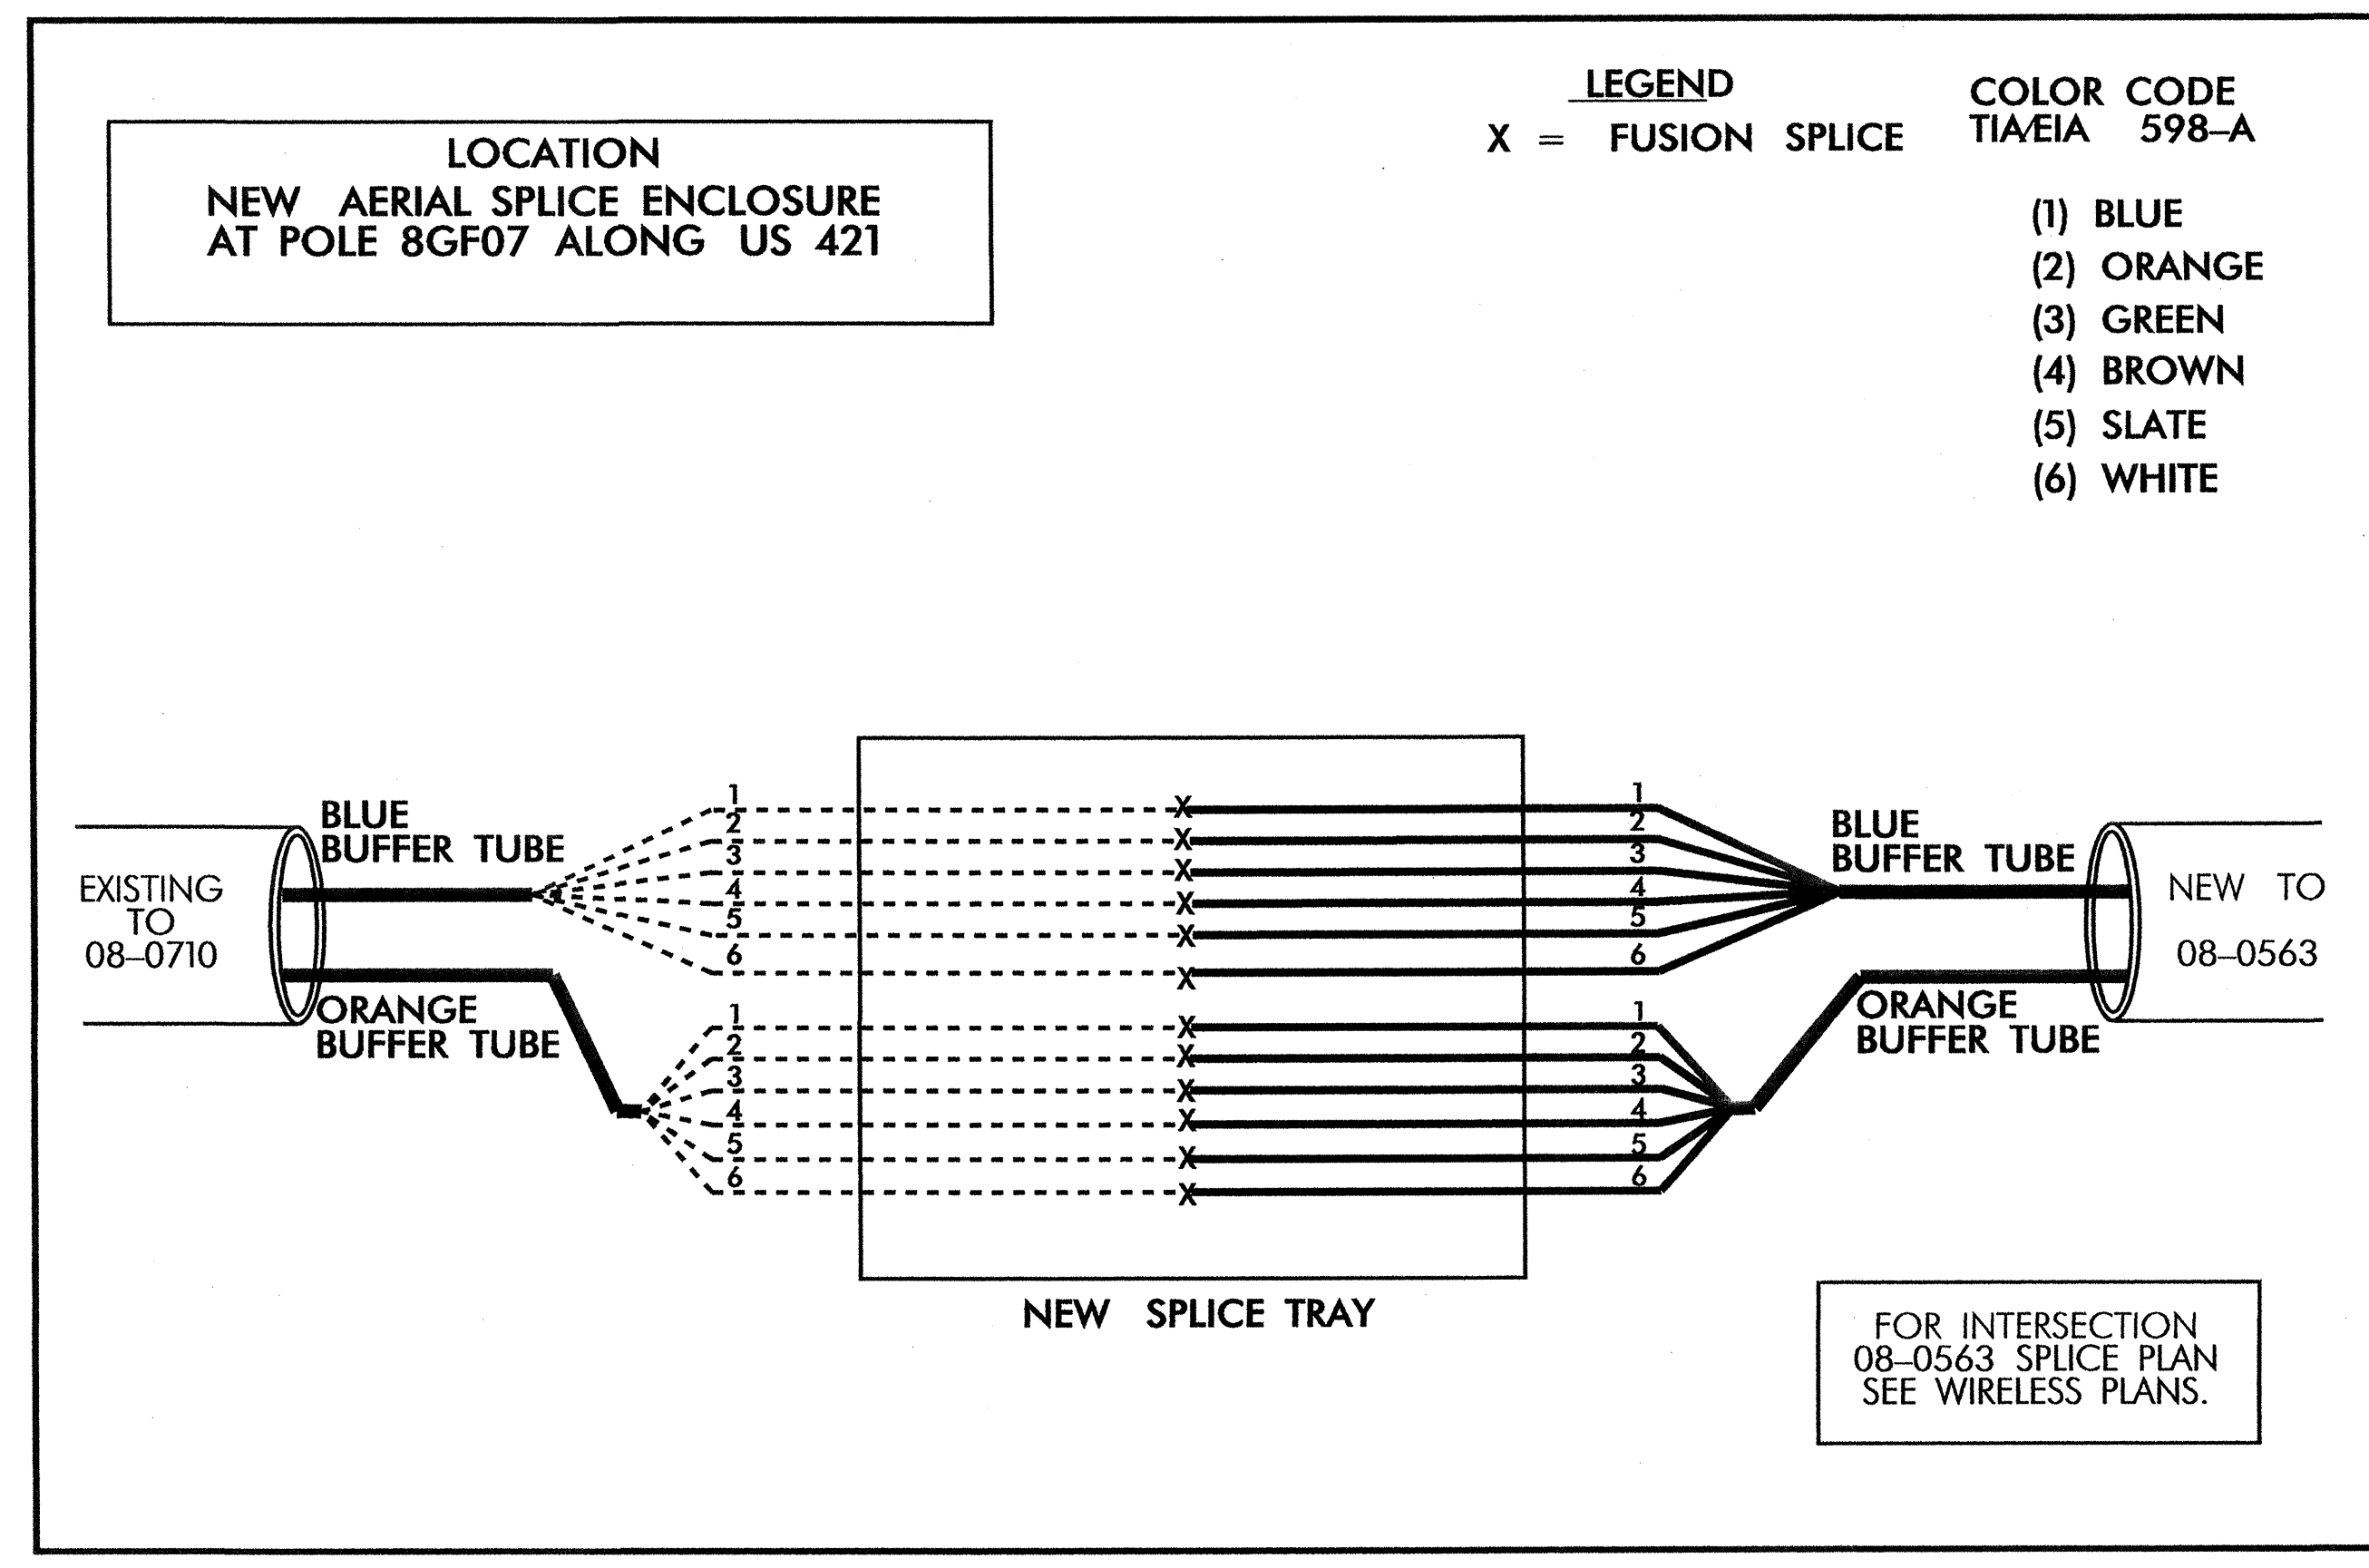 LOCATION
NEW AERIAL SPLICE ENCLOSURE
AT POLE 8GF07 ALONG US 421
LEGEND
X = FUSION SPLICE
COLOR CODE
TIA/EIA 598-A
(1) BLUE
(2) ORANGE
(3) GREEN
(4) BROWN
(5) SLATE
(6) WHITE
EXISTING
TO
08-0710
BLUE
BUFFER TUBE
ORANGE
BUFFER TUBE
1
2
3
4
5
6
1
2
3
4
5
6
X
X
X
X
X
X
X
X
X
X
X
X
1
2
3
4
5
6
1
2
3
4
5
6
BLUE
BUFFER TUBE
ORANGE
BUFFER TUBE
NEW TO
08-0563
NEW SPLICE TRAY
FOR INTERSECTION
08-0563 SPLICE PLAN
SEE WIRELESS PLANS.